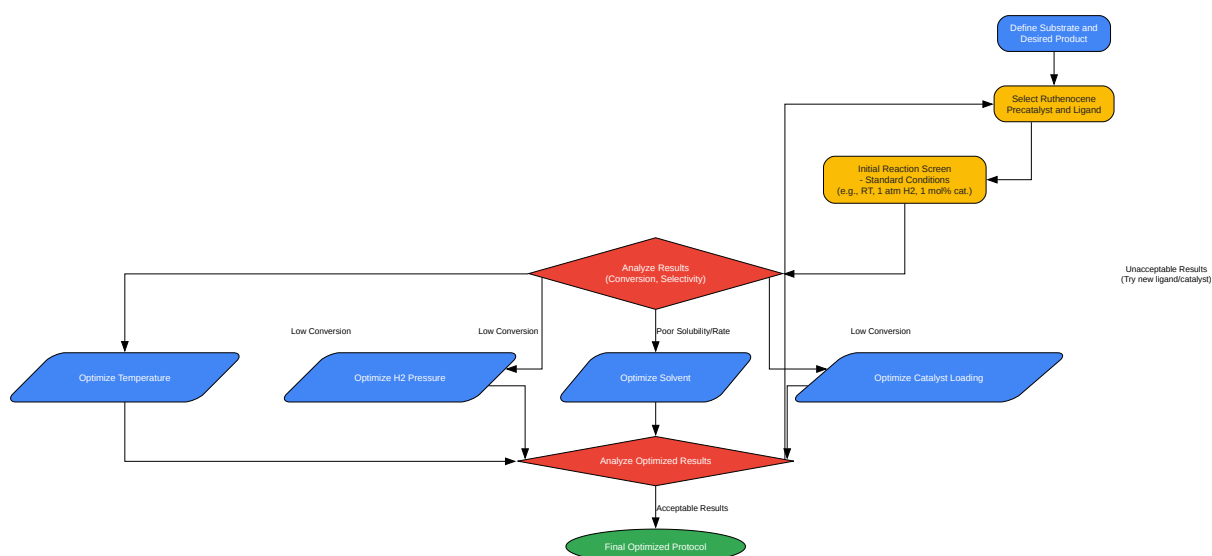 Define Substrate and
Desired Product
Select Ruthenocene
Precatalyst and Ligand
Initial Reaction Screen
- Standard Conditions
(e.g., RT, 1 atm H2, 1 mol% cat.)
Analyze Results
(Conversion, Selectivity)
Unacceptable Results
(Try new ligand/catalyst)
Low Conversion
Low Conversion
Poor Solubility/Rate
Low Conversion
Optimize Temperature
Optimize H2 Pressure
Optimize Solvent
Optimize Catalyst Loading
Analyze Optimized Results
Acceptable Results
Final Optimized Protocol